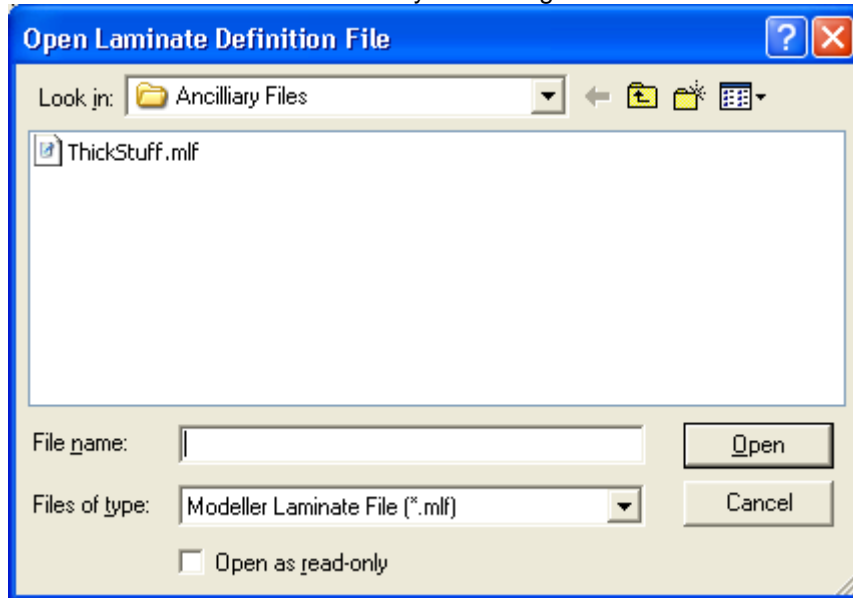 Open Laminate Definition File
Look in: Ancilliary Files
ThickStuff.mlf
File name: Open
Files of type: Modeller Laminate File (*.mlf) Cancel
Open as read-only